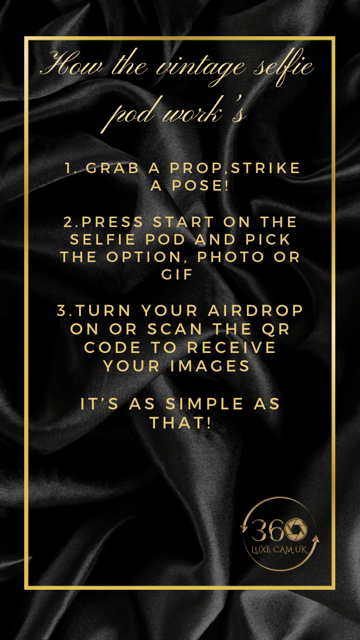 How the vintage selfie
pod work's
1. GRAB A PROP,STRIKE
A POSE!
2.PRESS START ON THE
SELFIE POD AND PICK
THE OPTION, PHOTO OR
GIF
3.TURN YOUR AIRDROP
ON OR SCAN THE QR
CODE TO RECEIVE
YOUR IMAGES
IT'S AS SIMPLE AS
THAT!
360
LUXE CAM UK